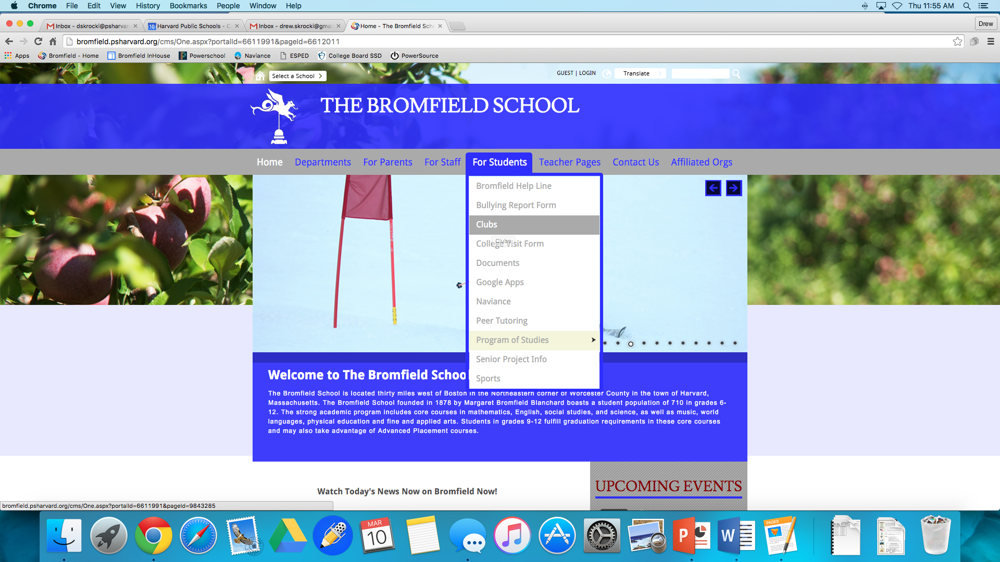 Chrome File Edit View History Bookmarks People Window Help Thu 11:55 AM
Inbox - dskrocki@psharvar Harvard Public Schools - C Inbox - drew.skrocki@gmai Home - The Bromfield Scho Drew
bromfield.psharvard.org/cms/One.aspx?portalId=6611991&pageId=6612011
Apps Bromfield - Home Bromfield InHouse Powerschool Naviance ESPED College Board SSD PowerSource
Select a School > GUEST | LOGIN Translate
THE BROMFIELD SCHOOL
Home Departments For Parents For Staff For Students Teacher Pages Contact Us Affiliated Orgs
Bromfield Help Line
Bullying Report Form
Clubs
Clubs
College Visit Form
Documents
Google Apps
Naviance
Peer Tutoring
Program of Studies
Senior Project Info
Sports
Welcome to The Bromfield School
The Bromfield School is located thirty miles west of Boston in the Northeastern corner of Worcester County in the town of Harvard,
Massachusetts. The Bromfield School founded in 1878 by Margaret Bromfield Blanchard boasts a student population of 710 in grades 6-
12. The strong academic program includes core courses in mathematics, English, social studies, and science, as well as music, world
languages, physical education and fine and applied arts. Students in grades 9-12 fulfill graduation requirements in these core courses
and may also take advantage of Advanced Placement courses.
Watch Today's News Now on Bromfield Now!
UPCOMING EVENTS
bromfield.psharvard.org/cms/One.aspx?portalId=6611991&pageId=9843285
MAR
10
P
W
PAGES
PDF